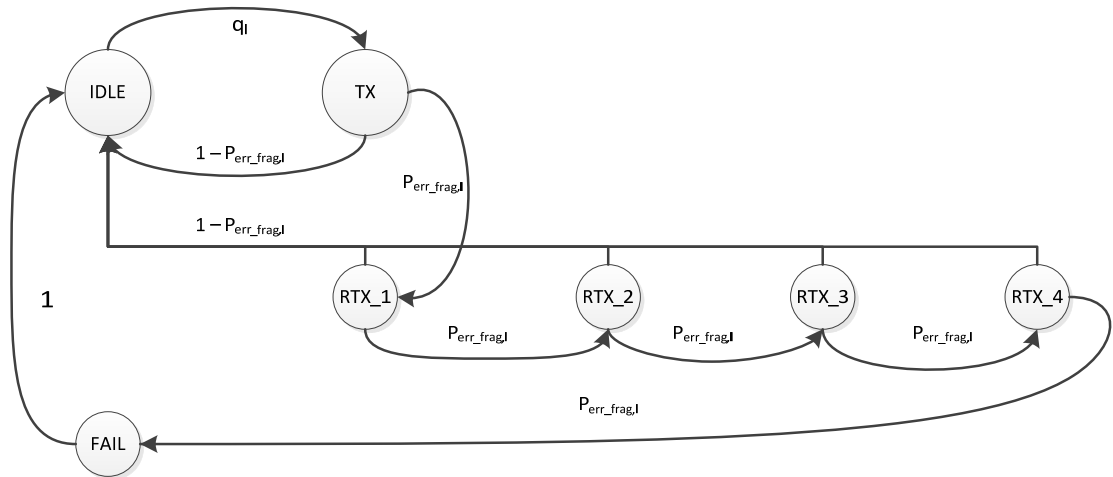 q_l
IDLE
TX
1 – P_err_frag,l
P_err_frag,l
1 – P_err_frag,l
1
RTX_1
RTX_2
RTX_3
RTX_4
P_err_frag,l
P_err_frag,l
P_err_frag,l
P_err_frag,l
FAIL